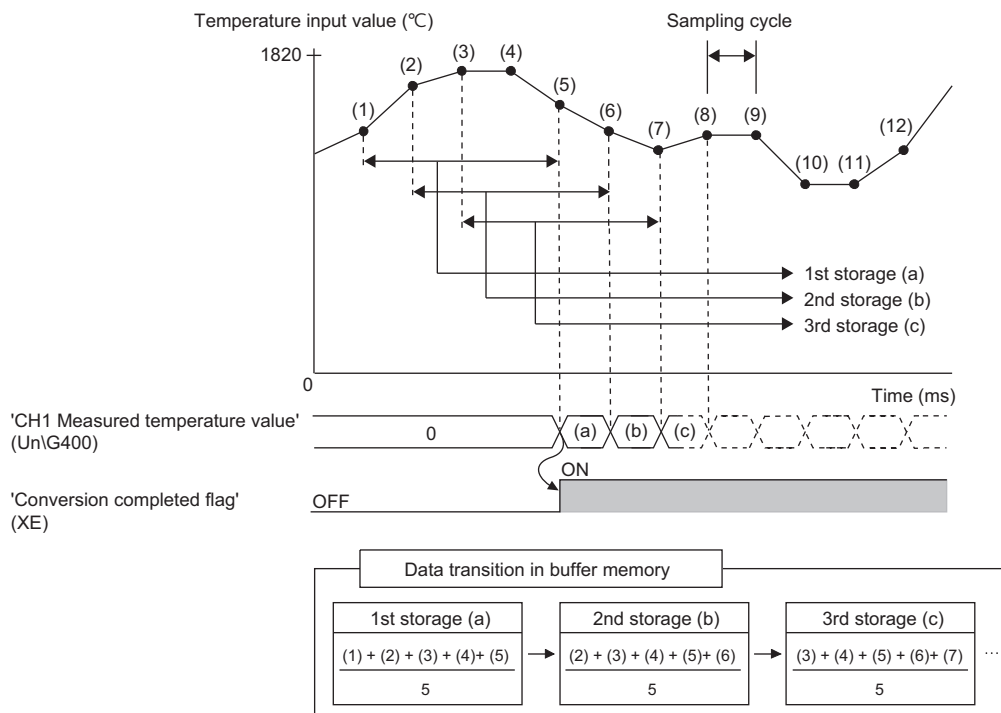 Temperature input value (℃)
Sampling cycle
1820
(1)
(2)
(3)
(4)
(5)
(6)
(7)
(8)
(9)
(10)
(11)
(12)
1st storage (a)
2nd storage (b)
3rd storage (c)
0
Time (ms)
'CH1 Measured temperature value'
(Un\G400)
0
(a)
(b)
(c)
ON
'Conversion completed flag'
(XE)
OFF
Data transition in buffer memory
1st storage (a)
(1) + (2) + (3) + (4)+ (5)
5
2nd storage (b)
(2) + (3) + (4) + (5)+ (6)
5
3rd storage (c)
(3) + (4) + (5) + (6)+ (7)
5
...